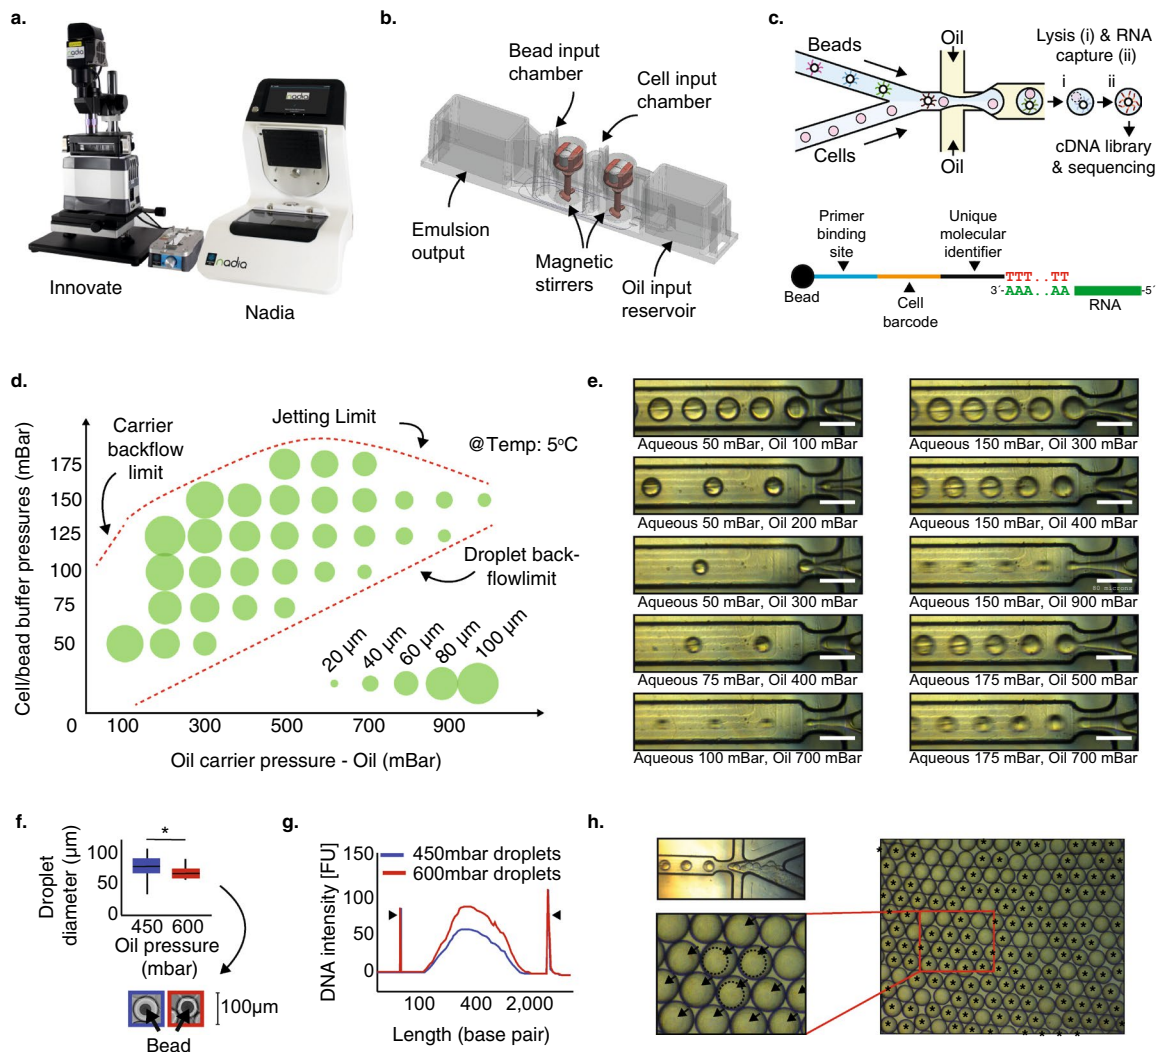 a.
nadia
nadia
nadia
Innovate
Nadia
b.
Bead input
chamber
Cell input
chamber
Emulsion
output
Magnetic
stirrers
Oil input
reservoir
c.
Beads
Cells
Oil
Oil
Lysis (i) & RNA
capture (ii)
i
ii
cDNA library
& sequencing
Primer
binding
site
Unique
molecular
identifier
Bead
Cell
barcode
TTT..TT
3´-AAA..AA -5´
RNA
d.
Cell/bead buffer pressures (mBar)
Carrier
backflow
limit
Jetting Limit
@Temp: 5°C
Droplet back-
flowlimit
175
150
125
100
75
50
0
20 µm
40 µm
60 µm
80 µm
100 µm
100 300 500 700 900
Oil carrier pressure - Oil (mBar)
e.
Aqueous 50 mBar, Oil 100 mBar
Aqueous 150 mBar, Oil 300 mBar
Aqueous 50 mBar, Oil 200 mBar
Aqueous 150 mBar, Oil 400 mBar
Aqueous 50 mBar, Oil 300 mBar
80 microns
Aqueous 150 mBar, Oil 900 mBar
Aqueous 75 mBar, Oil 400 mBar
Aqueous 175 mBar, Oil 500 mBar
Aqueous 100 mBar, Oil 700 mBar
Aqueous 175 mBar, Oil 700 mBar
f.
Droplet
diameter (µm)
100
50
0
*
450 600
Oil pressure
(mbar)
100µm
Bead
g.
DNA intensity [FU]
150
100
50
0
450mbar droplets
600mbar droplets
100 400 2,000
Length (base pair)
h.